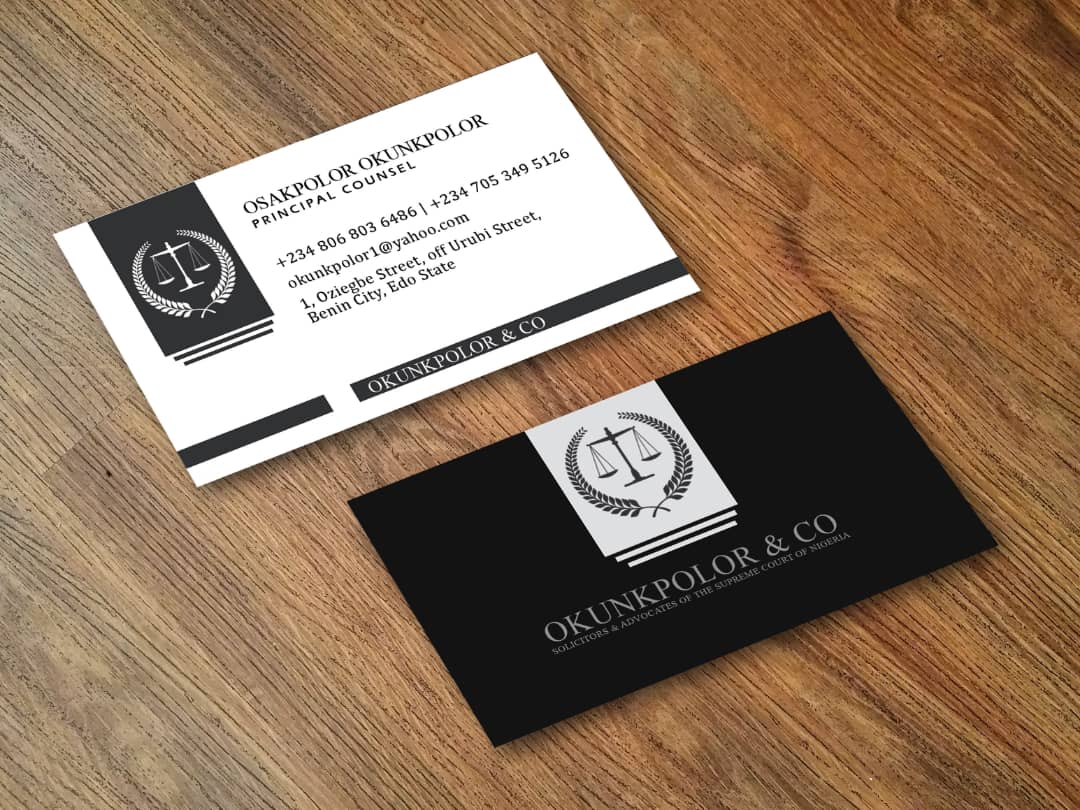 OSAKPOLOR OKUNKPOLOR
PRINCIPAL COUNSEL
+234 806 803 6486 | +234 705 349 5126
okunkpolor1@yahoo.com
1, Oziegbe Street, off Urubi Street,
Benin City, Edo State
OKUNKPOLOR & CO
OKUNKPOLOR & CO
SOLICITORS & ADVOCATES OF THE SUPREME COURT OF NIGERIA